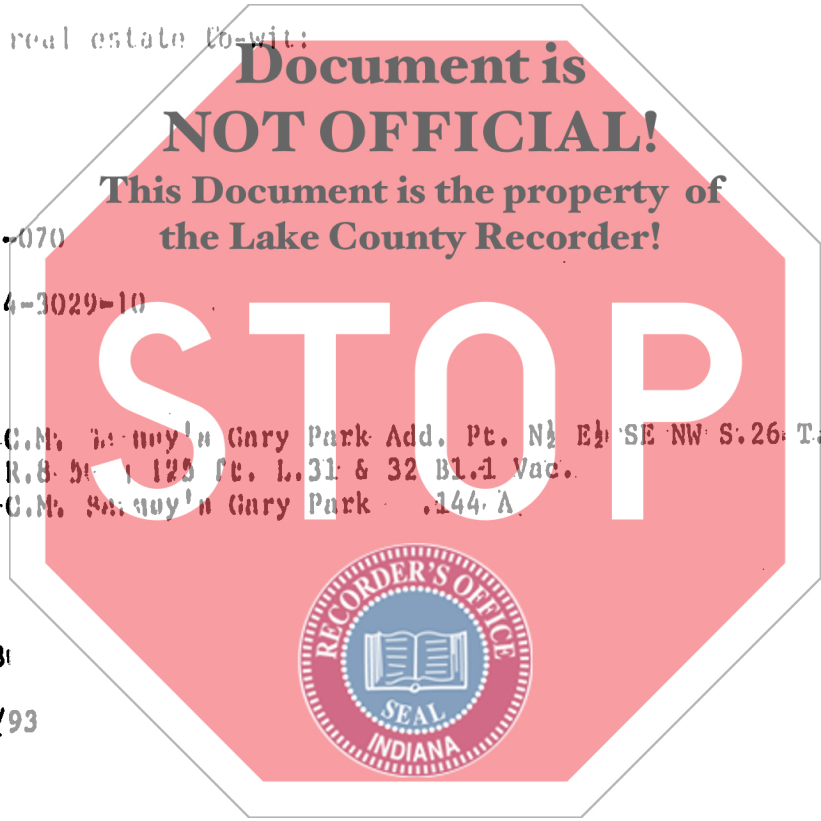 real estate to-wit:
Document is
NOT OFFICIAL!
This Document is the property of
the Lake County Recorder!
-070
4-3029-10
STOP
C.M. Gary Park Add. Pt. N½ E½ SE NW S.26
R.8 125 ft. L.31 & 32 Bl.1 Vac.
C.M. Gary Park .144 A
RECORDER'S OFFICE
SEAL
INDIANA
/93